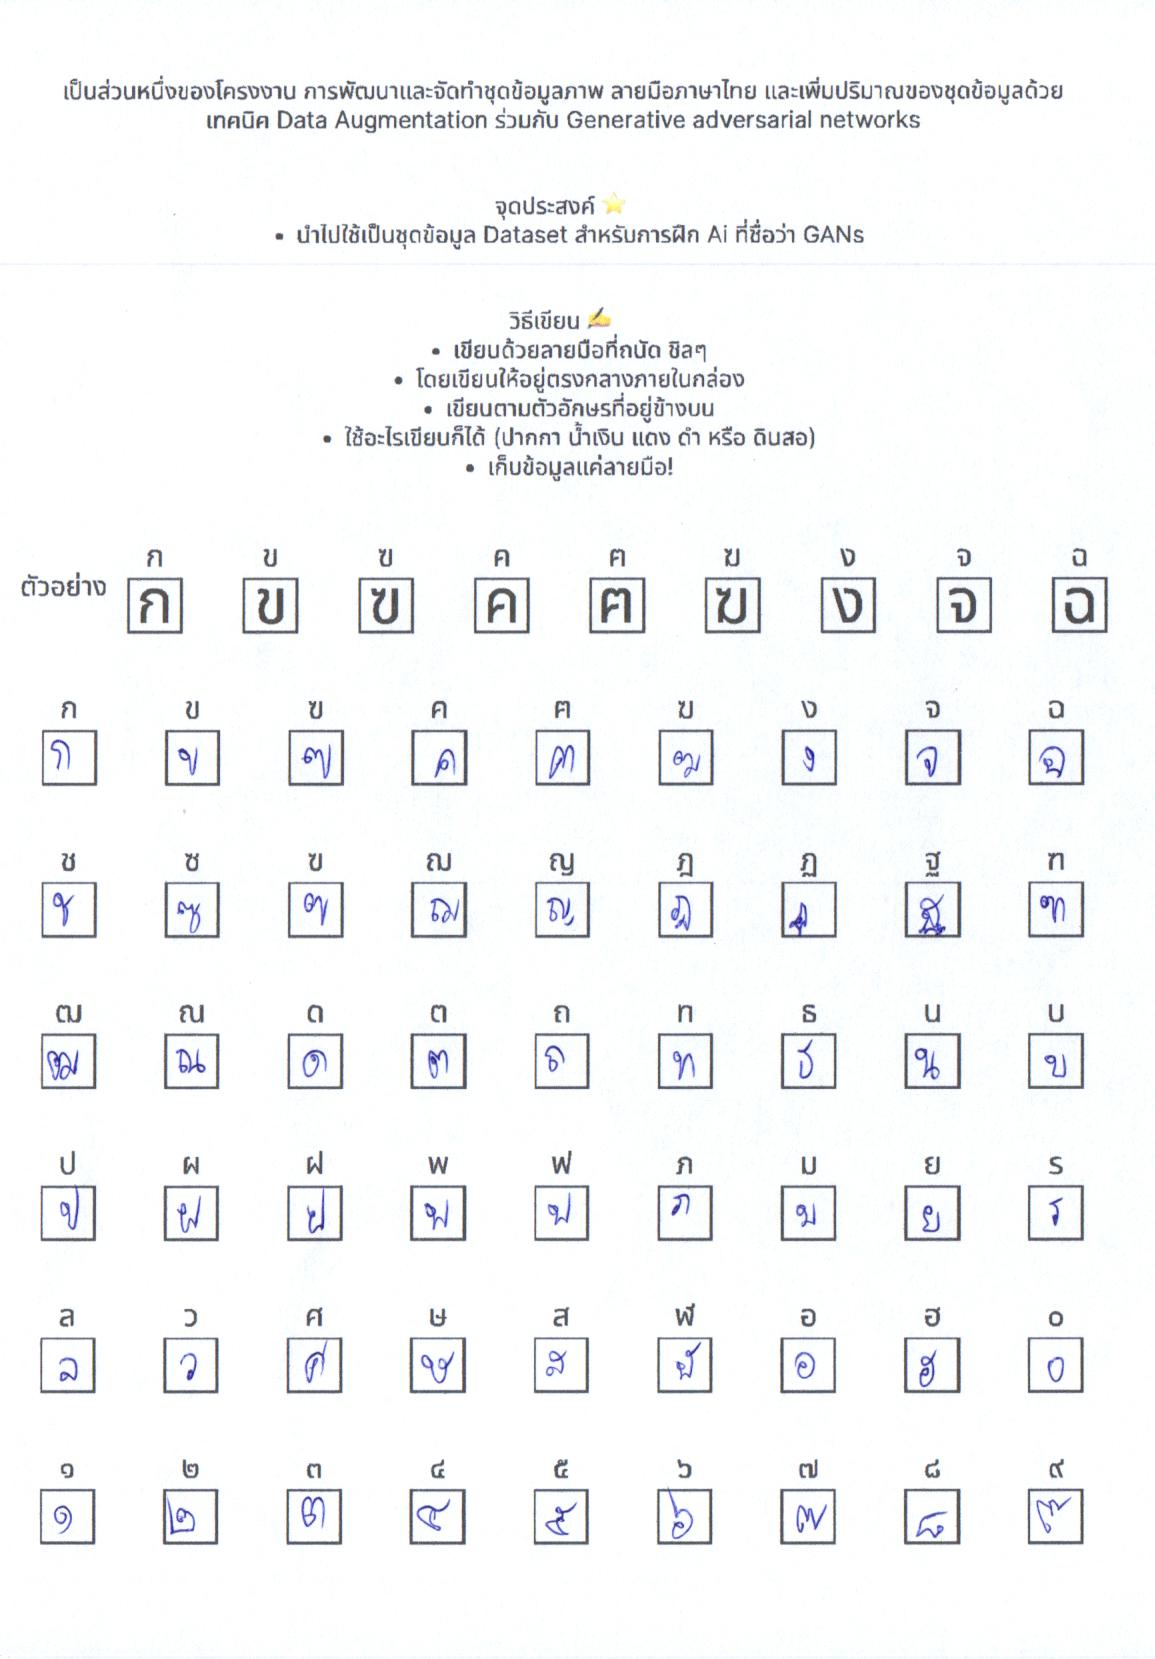 เป็นส่วนหนึ่งของโครงงาน การพัฒนาและจัดทำชุดข้อมูลภาพ ลายมือภาษาไทย และเพิ่มปริมาณของชุดข้อมูลด้วย
เทคนิค Data Augmentation ร่วมกับ Generative adversarial networks
จุดประสงค์ ⭐
• นำไปใช้เป็นชุดข้อมูล Dataset สำหรับการฝึก Ai ที่ชื่อว่า GANs
วิธีเขียน ✍️
• เขียนด้วยลายมือที่ถนัด ชิลๆ
• โดยเขียนให้อยู่ตรงกลางภายในกล่อง
• เขียนตามตัวอักษรที่อยู่ข้างบน
• ใช้อะไรเขียนก็ได้ (ปากกา น้ำเงิน แดง ดำ หรือ ดินสอ)
• เก็บข้อมูลแค่ลายมือ!
ก ข ฃ ค ฅ ฆ ง จ ฉ
ตัวอย่าง ก ข ฃ ค ฅ ฆ ง จ ฉ
ก ข ฃ ค ฅ ฆ ง จ ฉ
ก ข ฃ ค ฅ ฆ ง จ ฉ
ช ซ ฃ ฌ ญ ฎ ฏ ฐ ฑ
ช ซ ฃ ฌ ญ ฎ ฐ ฑ
ฒ ณ ด ต ถ ท ธ น บ
ฒ ณ ด ต ถ ท ธ น บ
ป ผ ฝ พ ฟ ภ ม ย ร
ป ผ ฝ พ ฟ ภ ม ย ร
ล ว ศ ษ ส ฬ อ ฮ ๐
ล ว ศ ษ ส ฬ อ ฮ ๐
๑ ๒ ๓ ๔ ๕ ๖ ๗ ๘ ๙
๑ ๒ ๓ ๔ ๕ ๖ ๗ ๘ ๙